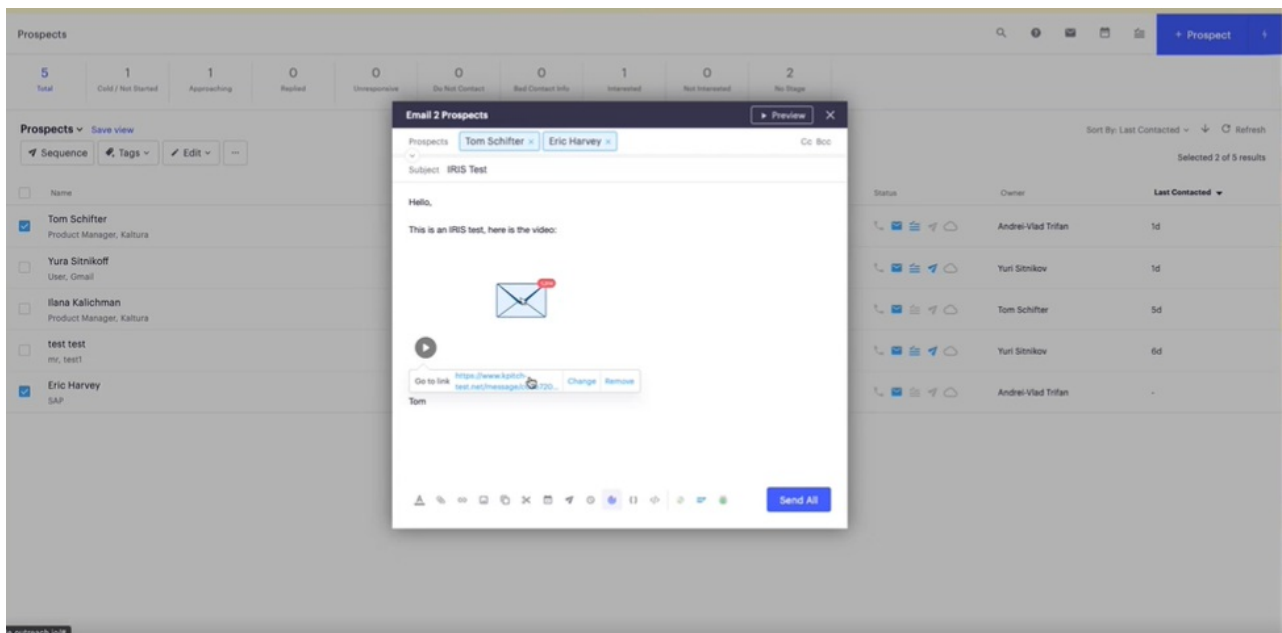 Prospects
+ Prospect
5 1 1 0 0 0 0 1 0 2
Total Cold / Not Started Approaching Replied Unresponsive Do Not Contact Bad Contact Info Interested Not Interested No Stage
Email 2 Prospects Preview
Prospects Save view
Prospects Tom Schifter Eric Harvey Cc Bcc
Sort By: Last Contacted Refresh
Sequence Tags Edit ...
Selected 2 of 5 results
Subject IRIS Test
Name Status Owner Last Contacted
Hello,
Tom Schifter
Product Manager, Kaltura
Andrei-Vlad Trifan 1d
This is an IRIS test, here is the video:
Yura Sitnikoff
User, Gmail
Yuri Sitnikov 1d
Ilana Kalichman
Product Manager, Kaltura
Tom Schifter 5d
test test
mr, test1
Yuri Sitnikov 6d
Go to link https://www.kpitch-
test.net/message/
Change Remove
Eric Harvey
SAP
Andrei-Vlad Trifan -
Tom
Send All